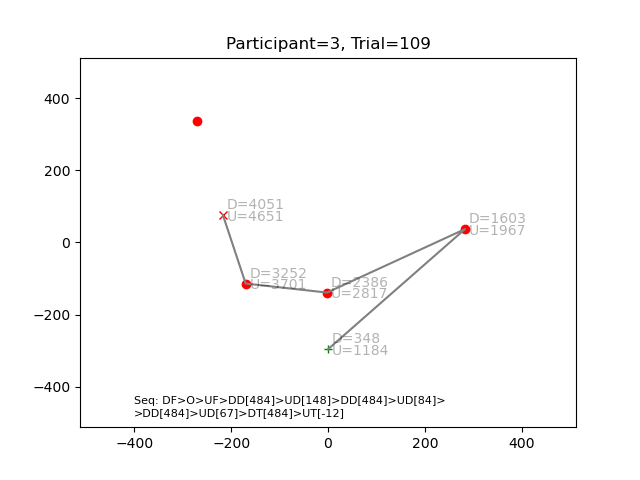 Participant=3, Trial=109
400
200
0
−200
−400
D=4051
U=4651
D=1603
U=1967
D=3252
U=3701
D=2386
U=2817
D=348
U=1184
Seq: DF>O>UF>DD[484]>UD[148]>DD[484]>UD[84]>
>DD[484]>UD[67]>DT[484]>UT[-12]
−400 −200 0 200 400